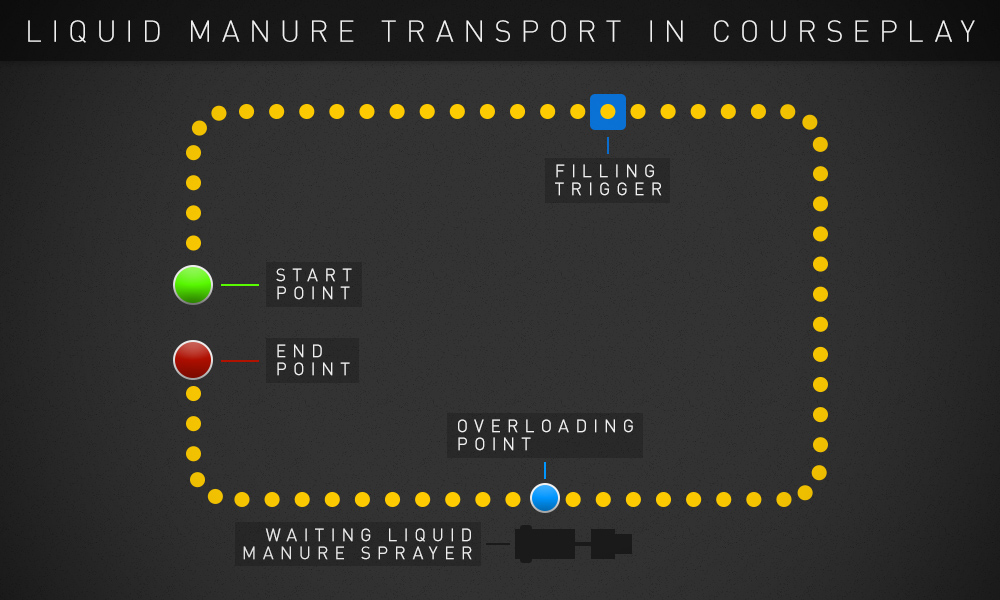 LIQUID MANURE TRANSPORT IN COURSEPLAY
FILLING
TRIGGER
START
POINT
END
POINT
OVERLOADING
POINT
WAITING LIQUID
MANURE SPRAYER